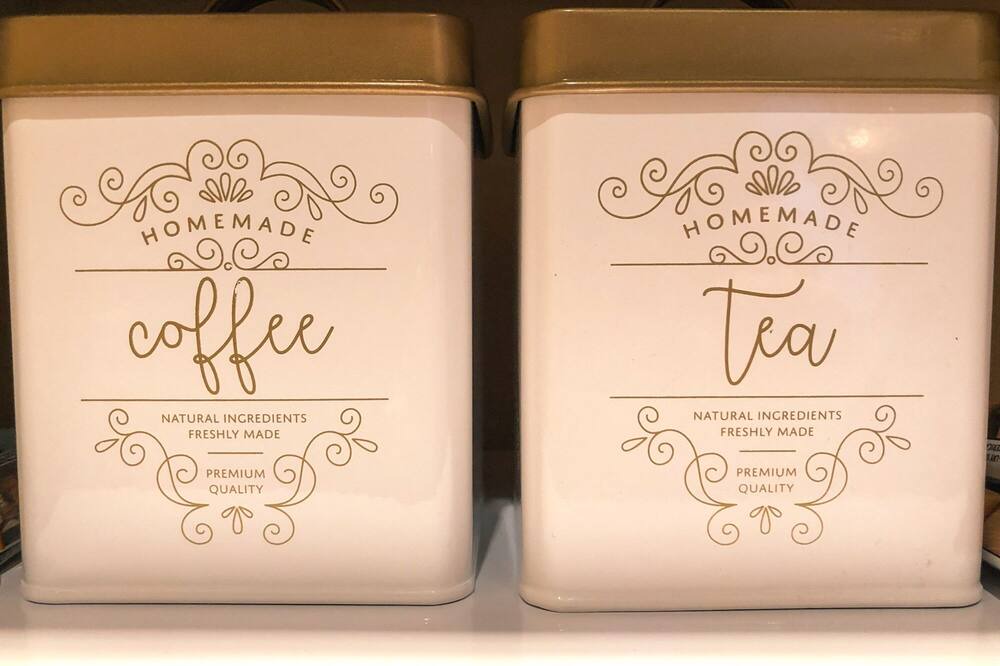 HOMEMADE
coffee
NATURAL INGREDIENTS
FRESHLY MADE
PREMIUM
QUALITY
HOMEMADE
tea
NATURAL INGREDIENTS
FRESHLY MADE
PREMIUM
QUALITY